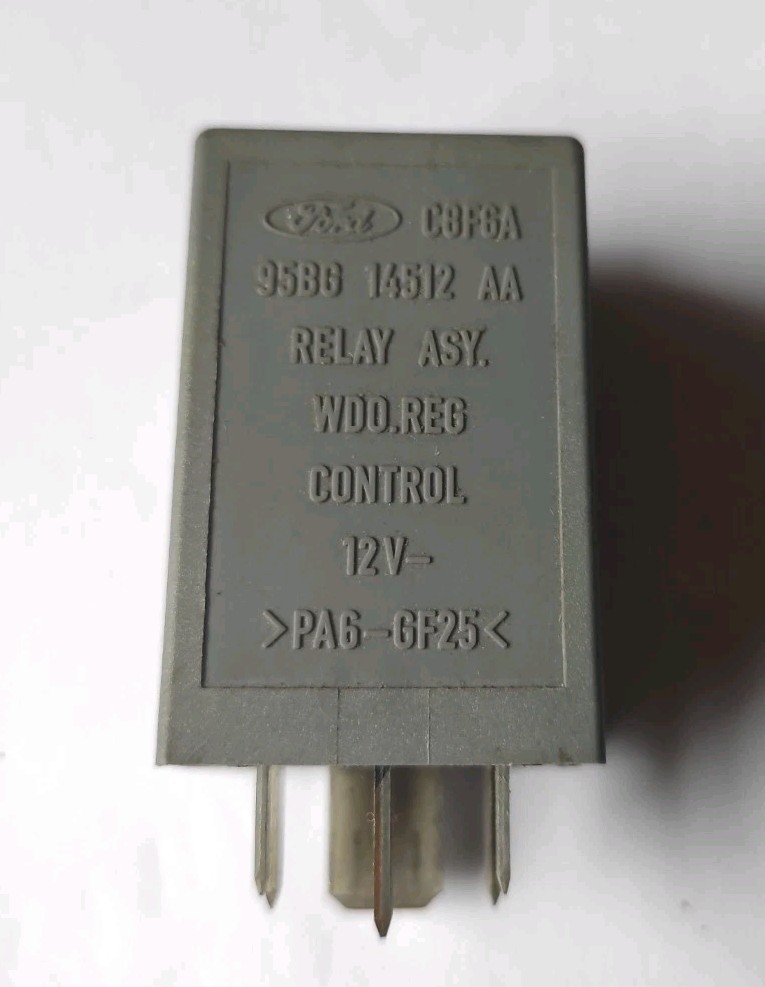 Ford C8F6A
95BG 14512 AA
RELAY ASY.
WDO.REG
CONTROL
12V-
>PA6-GF25<